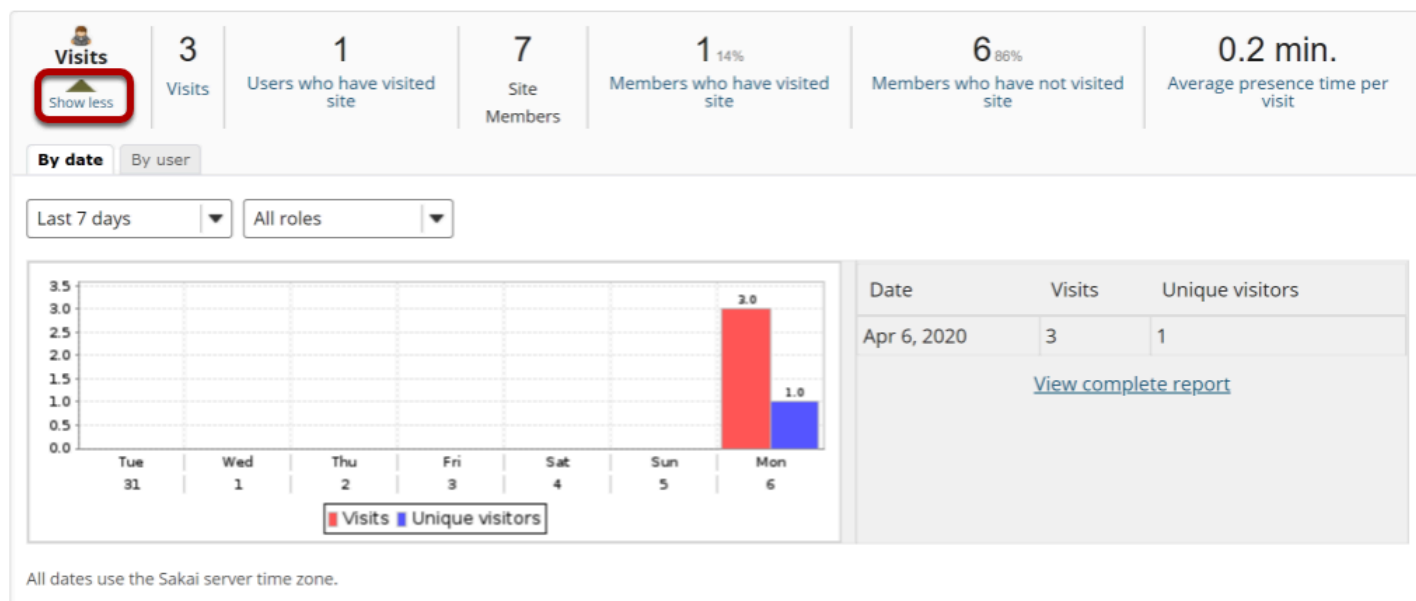 Visits
Show less
3
Visits
1
Users who have visited
site
7
Site
Members
1 14%
Members who have visited
site
6 86%
Members who have not visited
site
0.2 min.
Average presence time per
visit
By date By user
Last 7 days All roles
3.5
3.0
2.5
2.0
1.5
1.0
0.5
0.0
3.0
1.0
Tue Wed Thu Fri Sat Sun Mon
31 1 2 3 4 5 6
Visits Unique visitors
Date Visits Unique visitors
Apr 6, 2020 3 1
View complete report
All dates use the Sakai server time zone.